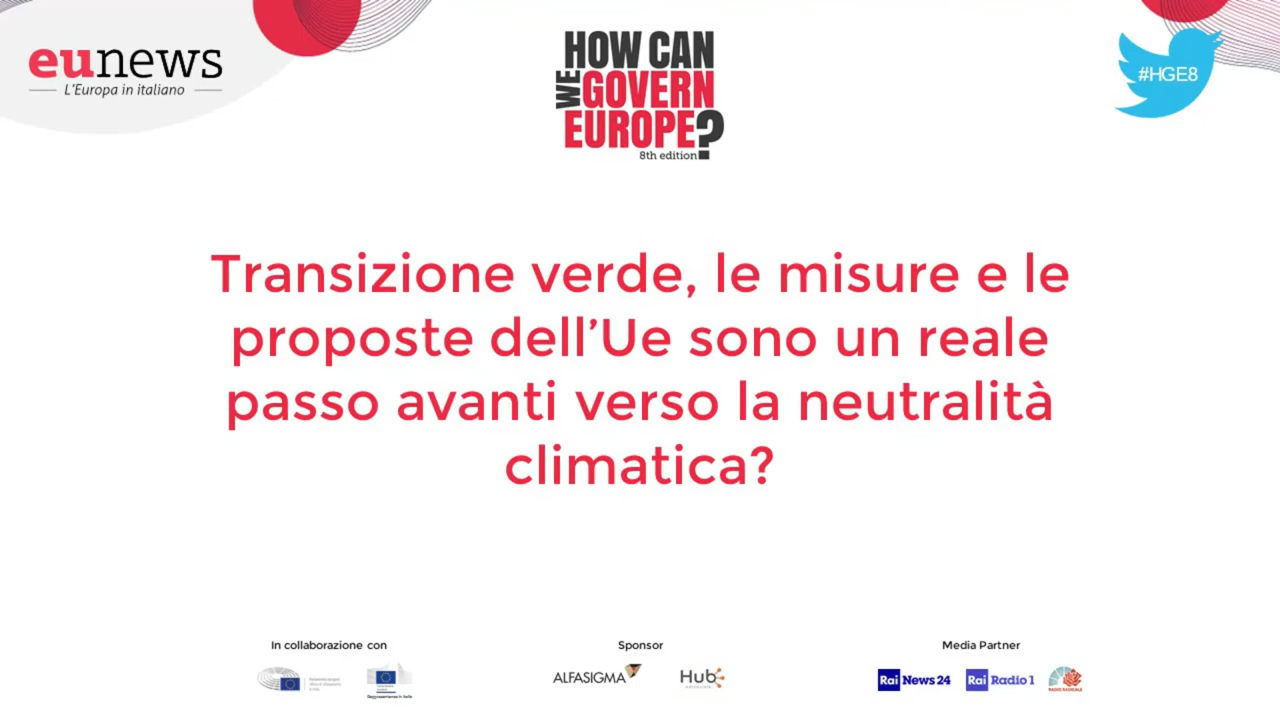 eunews
L'Europa in italiano
HOW CAN
WE GOVERN
EUROPE?
8th edition
#HGE8
Transizione verde, le misure e le
proposte dell'Ue sono un reale
passo avanti verso la neutralità
climatica?
In collaborazione con
Sponsor
Media Partner
ALFASIGMA
Hub
Rai News 24
Rai Radio 1
RADIO RADICALE